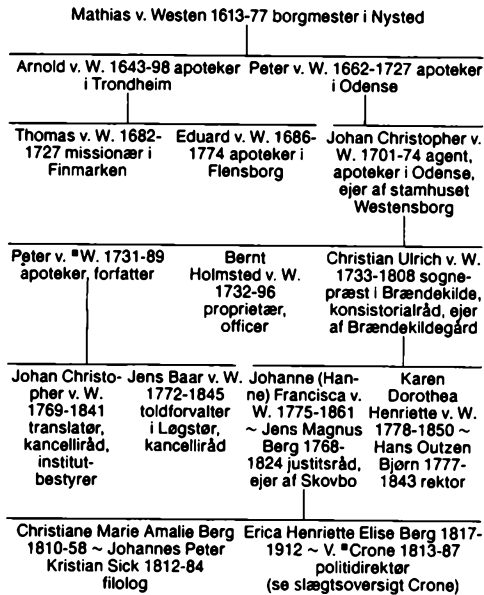 Mathias v. Westen 1613-77 borgmester i Nysted
Arnold v. W. 1643-98 apoteker
i Trondheim
Peter v. W. 1662-1727 apoteker
i Odense
Thomas v. W. 1682-
1727 missionær i
Finmarken
Eduard v. W. 1686-
1774 apoteker i
Flensborg
Johan Christopher v.
W. 1701-74 agent,
apoteker i Odense,
ejer af stamhuset
Westensborg
Peter v. *W. 1731-89
apoteker, forfatter
Bernt
Holmsted v. W.
1732-96
proprietær,
officer
Christian Ulrich v. W.
1733-1808 sogne-
præst i Brændekilde,
konsistorialråd, ejer
af Brændekildegård
Johan Christo-
pher v. W.
1769-1841
translatør,
cancelliråd,
institut-
bestyrer
Jens Baar v. W.
1772-1845
toldforvalter
i Løgstør,
kancelliråd
Johanne (Han-
ne) Francisca v.
W. 1775-1861
~ Jens Magnus
Berg 1768-
1824 justitsråd,
ejer af Skovbo
Karen
Dorothea
Henriette v. W.
1778-1850 ~
Hans Outzen
Bjørn 1777-
1843 rektor
Christiane Marie Amalie Berg
1810-58 ~ Johannes Peter
Kristian Sick 1812-84
filolog
Erica Henriette Elise Berg 1817-
1912 ~ V. *Crone 1813-87
politidirektør
(se slægtsoversigt Crone)